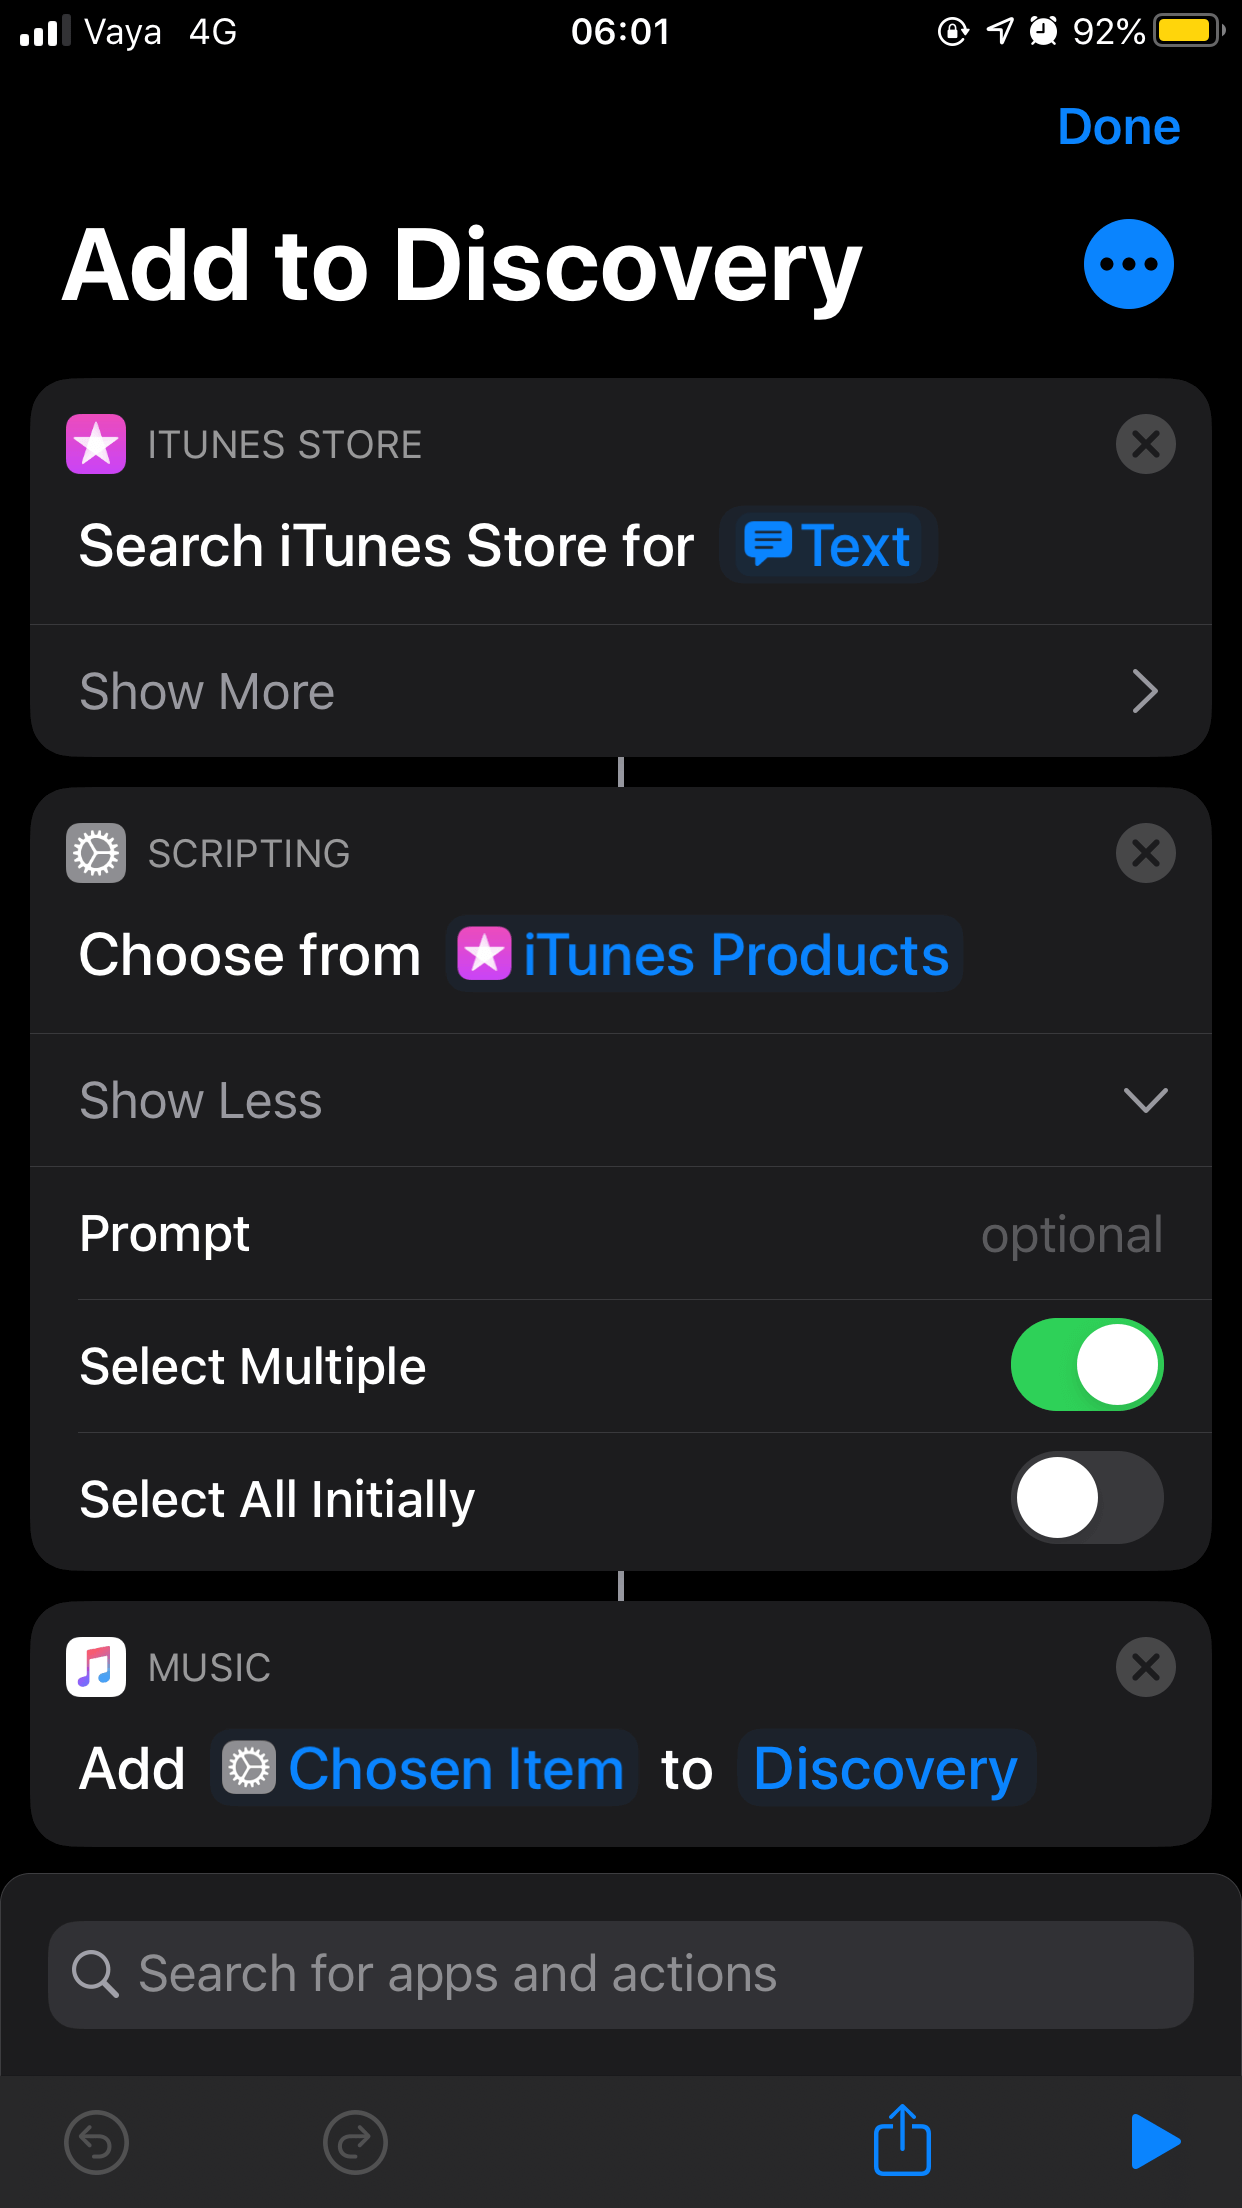 Vaya 4G 06:01 92%
Done
Add to Discovery
ITUNES STORE
Search iTunes Store for Text
Show More
SCRIPTING
Choose from iTunes Products
Show Less
Prompt optional
Select Multiple
Select All Initially
MUSIC
Add Chosen Item to Discovery
Search for apps and actions